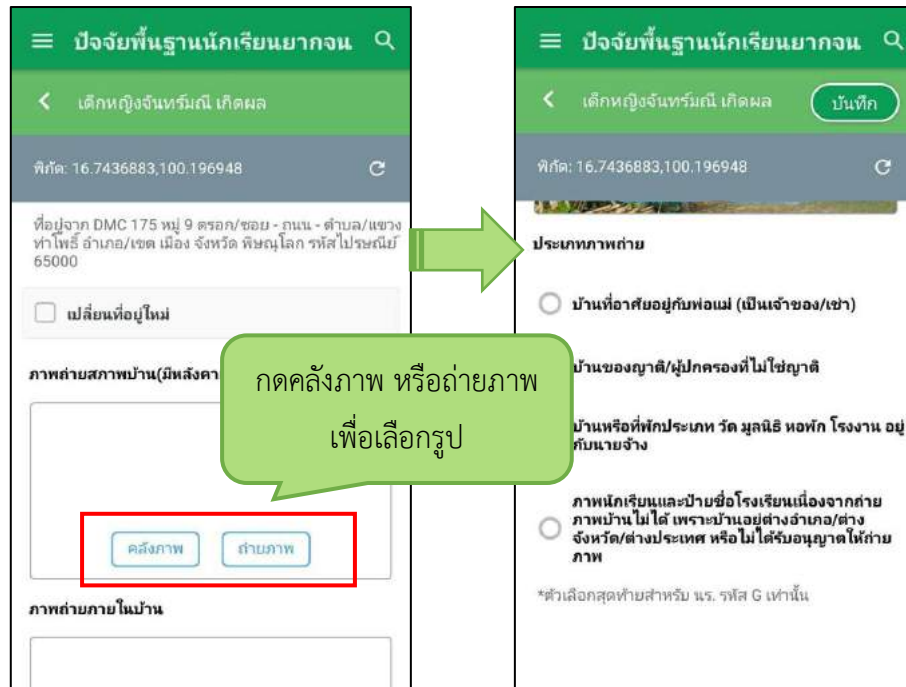 ปัจจัยพื้นฐานนักเรียนยากจน
เด็กหญิงจันทร์มณี เกิดผล
พิกัด: 16.7436883,100.196948
ที่อยู่จาก DMC 175 หมู่ 9 ตรอก/ซอย - ถนน - ตำบล/แขวง
ท่าโพธิ์ อำเภอ/เขต เมือง จังหวัด พิษณุโลก รหัสไปรษณีย์
65000
เปลี่ยนที่อยู่ใหม่
ภาพถ่ายสภาพบ้าน(มีหลังคา
กดคลังภาพ หรือถ่ายภาพ
เพื่อเลือกรูป
คลังภาพ
ถ่ายภาพ
ภาพถ่ายภายในบ้าน
ปัจจัยพื้นฐานนักเรียนยากจน
เด็กหญิงจันทร์มณี เกิดผล
บันทึก
พิกัด: 16.7436883,100.196948
ประเภทภาพถ่าย
บ้านที่อาศัยอยู่กับพ่อแม่ (เป็นเจ้าของ/เช่า)
บ้านของญาติ/ผู้ปกครองที่ไม่ใช่ญาติ
บ้านหรือที่พักประเภท วัด มูลนิธิ หอพัก โรงงาน อยู่
กับนายจ้าง
ภาพนักเรียนและป้ายชื่อโรงเรียนเนื่องจากถ่าย
ภาพบ้านไม่ได้ เพราะบ้านอยู่ต่างอำเภอ/ต่าง
จังหวัด/ต่างประเทศ หรือไม่ได้รับอนุญาตให้ถ่าย
ภาพ
*ตัวเลือกสุดท้ายสำหรับ นร. รหัส G เท่านั้น